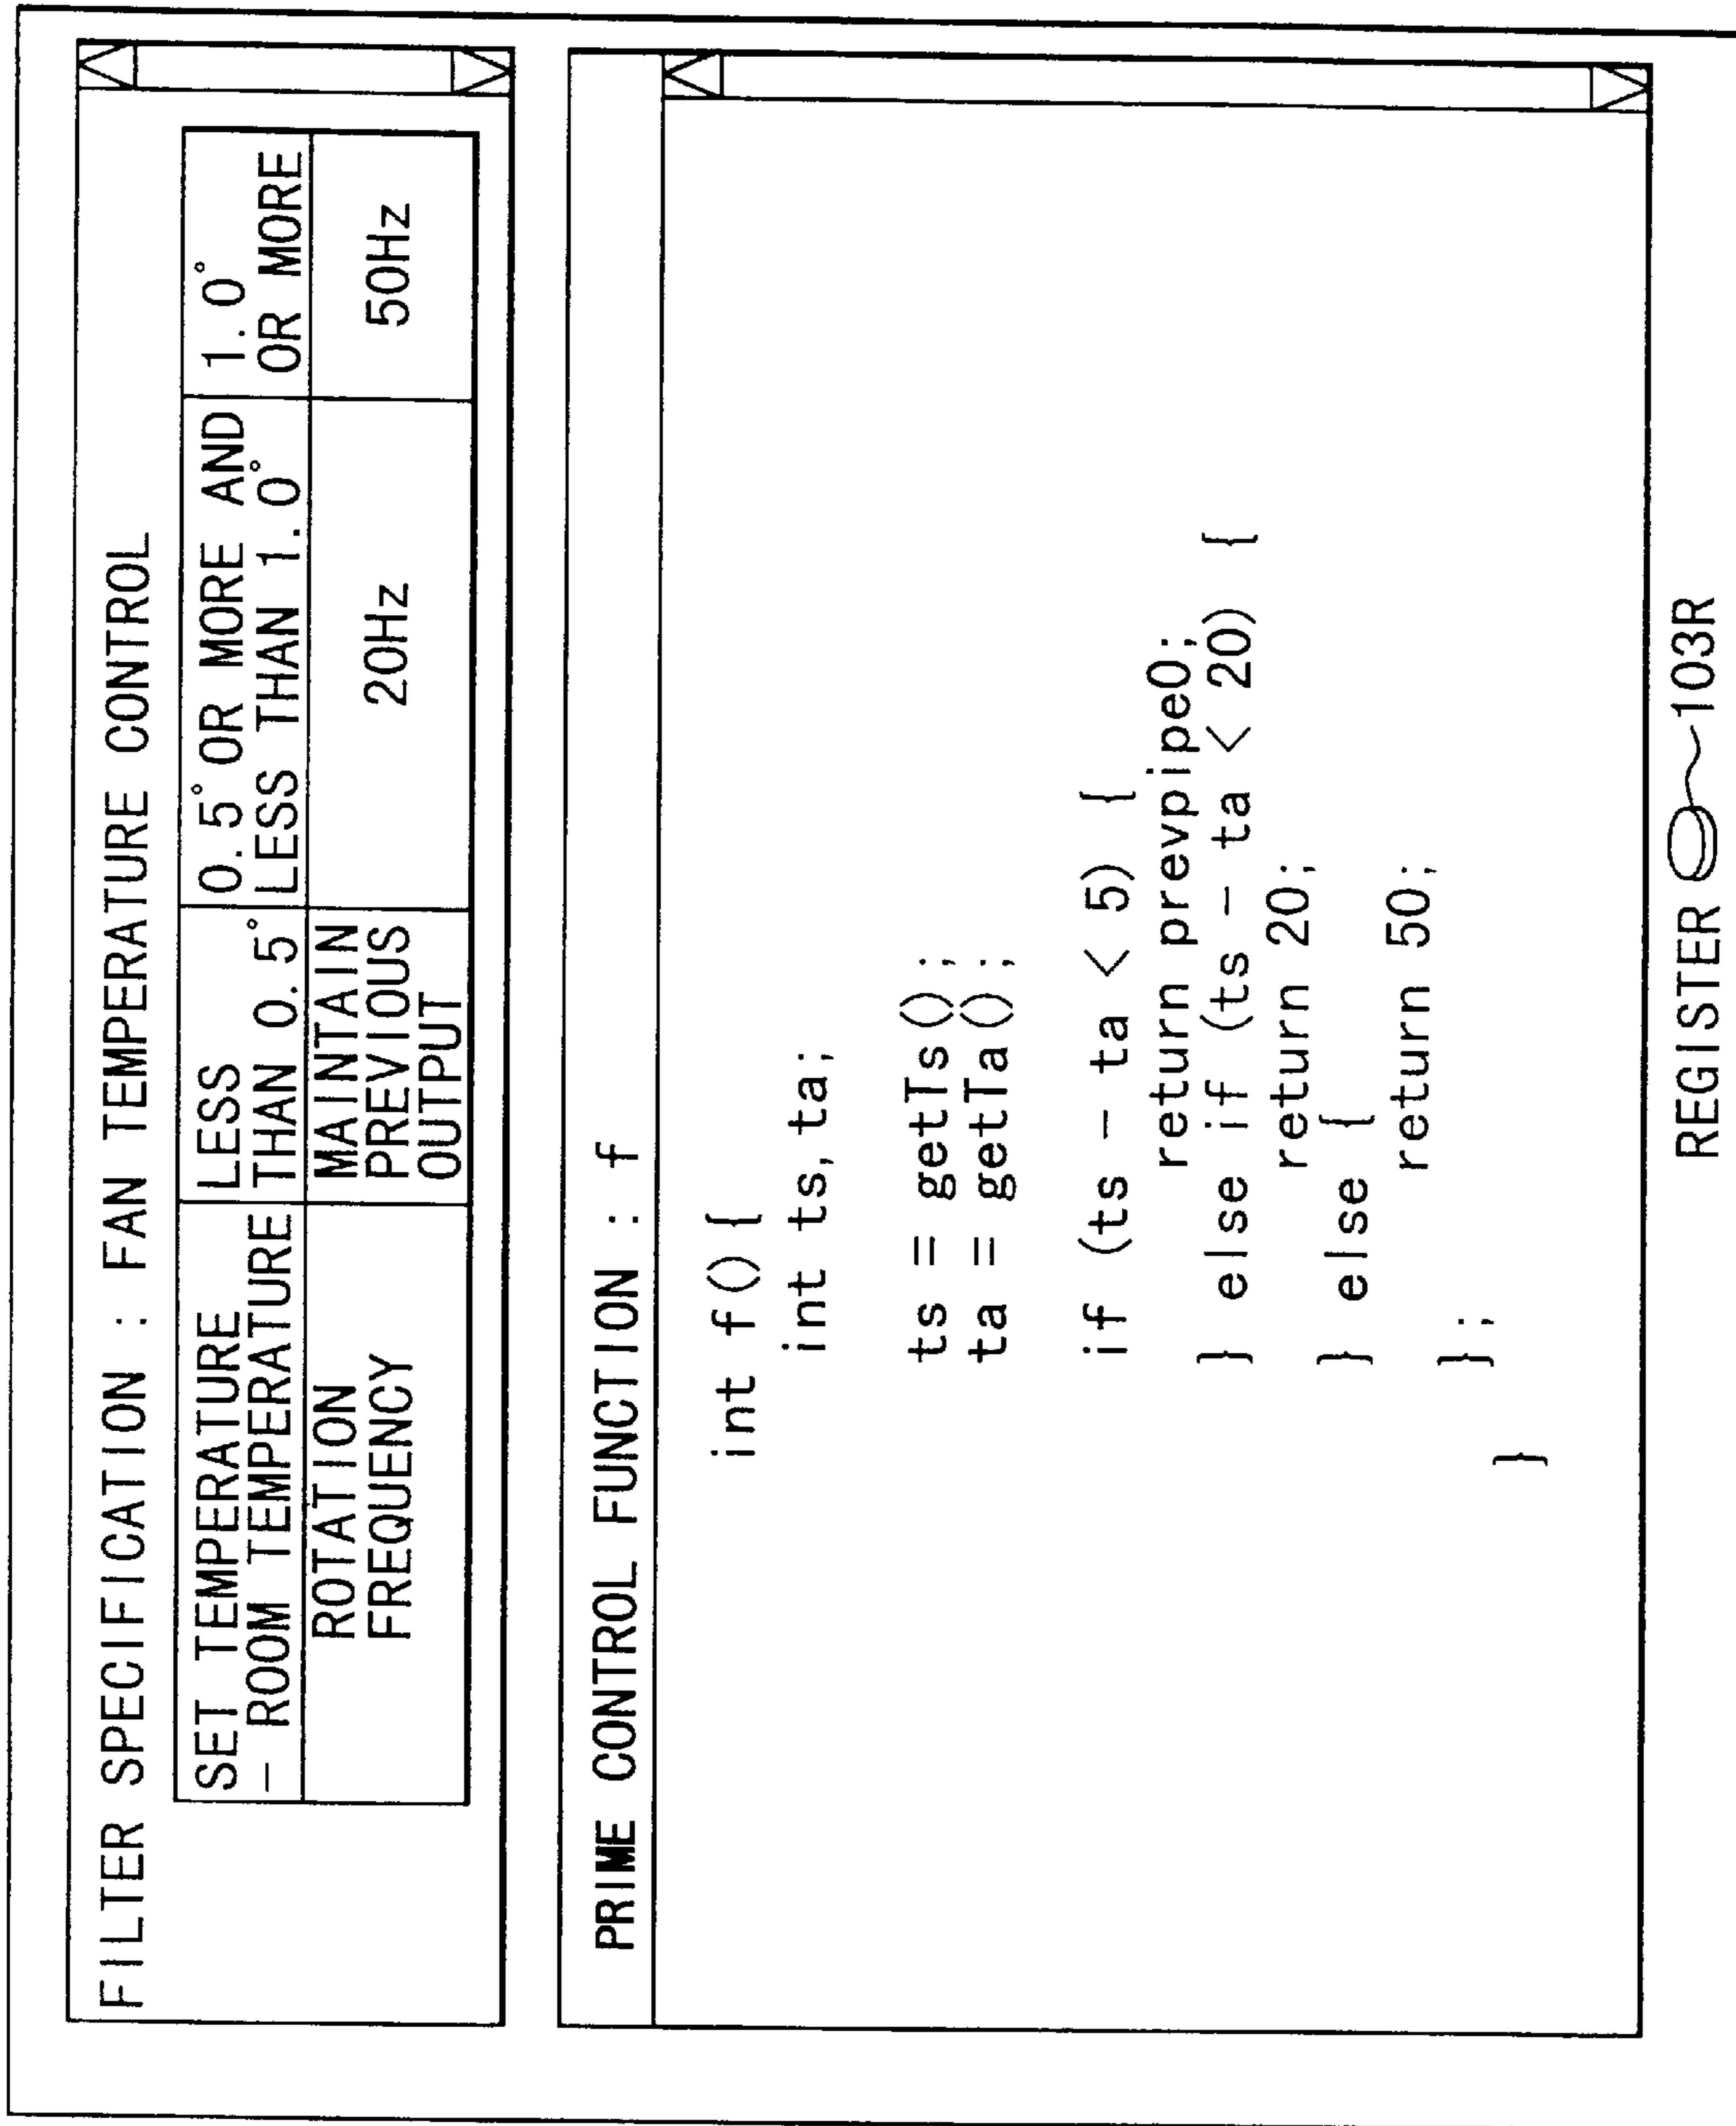 FILTER SPECIFICATION : FAN TEMPERATURE CONTROL
SET TEMPERATURE
- ROOM TEMPERATURE
LESS
THAN 0.5°
0.5° OR MORE AND
LESS THAN 1.0°
1.0°
OR MORE
ROTATION
FREQUENCY
MAINTAIN
PREVIOUS
OUTPUT
20Hz
50Hz
PRIME CONTROL FUNCTION : f
int f() {
int ts, ta;
ts = getTs();
ta = getTa();
if (ts - ta < 5) {
return prevpipe0;
} else if (ts - ta < 20) {
return 20;
} else {
return 50;
};
}
REGISTER 103R